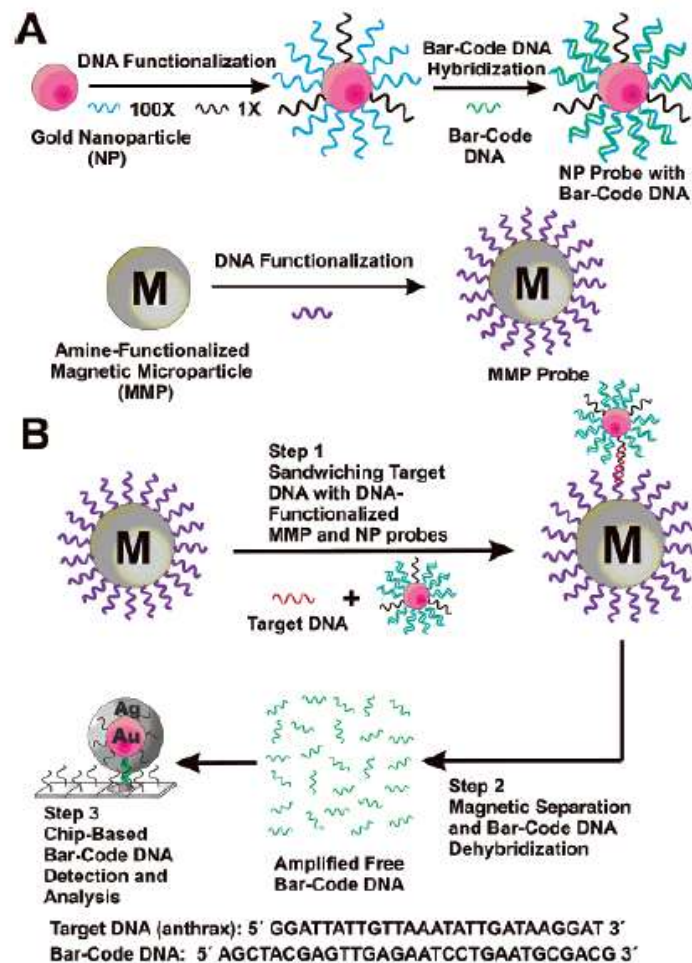 A
DNA Functionalization
100X 1X
Gold Nanoparticle
(NP)
Bar-Code DNA
Hybridization
Bar-Code
DNA
NP Probe with
Bar-Code DNA
M
DNA Functionalization
M
Amine-Functionalized
Magnetic Microparticle
(MMP)
MMP Probe
B
M
Step 1
Sandwiching Target
DNA with DNA-
Functionalized
MMP and NP probes
+
Target DNA
M
Ag
Au
Step 3
Chip-Based
Bar-Code DNA
Detection and
Analysis
Amplified Free
Bar-Code DNA
Step 2
Magnetic Separation
and Bar-Code DNA
Dehybridization
Target DNA (anthrax): 5´ GGATTATTGTTAAATATTGATAAGGAT 3´
Bar-Code DNA: 5´ AGCTACGAGTTGAGAATCCTGAATGCGACG 3´